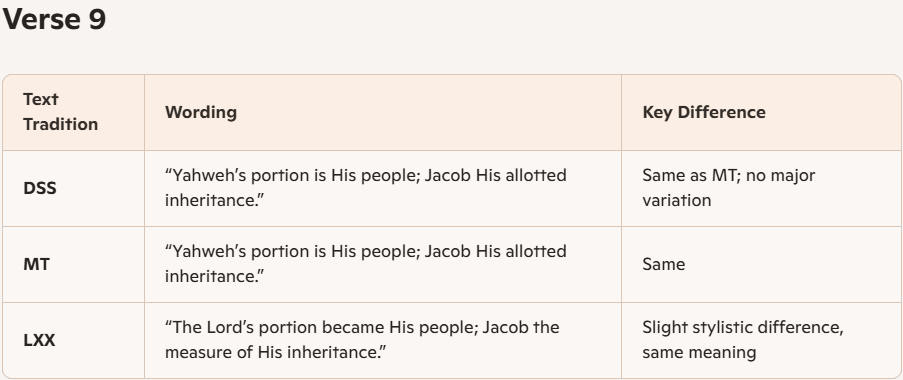 Verse 9
Text
Tradition
Wording
Key Difference
DSS
“Yahweh’s portion is His people; Jacob His allotted
inheritance.”
Same as MT; no major
variation
MT
“Yahweh’s portion is His people; Jacob His allotted
inheritance.”
Same
LXX
“The Lord’s portion became His people; Jacob the
measure of His inheritance.”
Slight stylistic difference,
same meaning